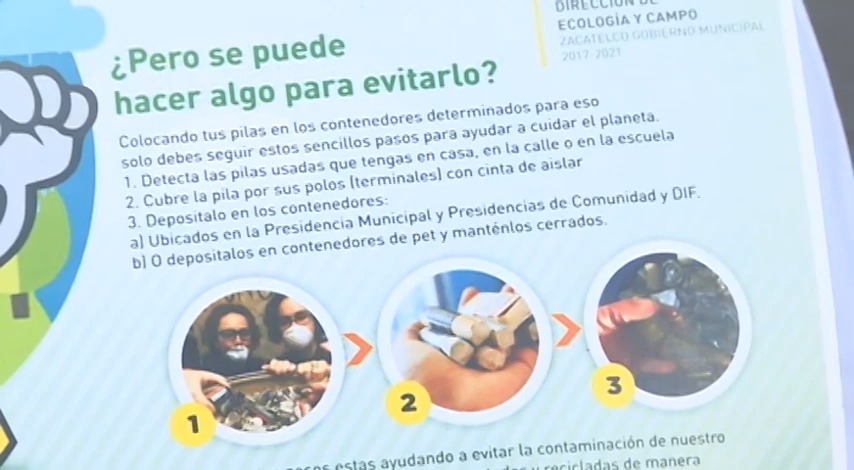 DIRECCIÓN DE
ECOLOGÍA Y CAMPO
ZACATELCO GOBIERNO MUNICIPAL
2017-2021
¿Pero se puede
hacer algo para evitarlo?
Colocando tus pilas en los contenedores determinados para eso
solo debes seguir estos sencillos pasos para ayudar a cuidar el planeta.
1. Detecta las pilas usadas que tengas en casa, en la calle o en la escuela
2. Cubre la pila por sus polos (terminales) con cinta de aislar
3. Deposítalo en los contenedores:
a) Ubicados en la Presidencia Municipal y Presidencias de Comunidad y DIF.
b) O deposítalos en contenedores de pet y manténlos cerrados.
1
2
3
estás ayudando a evitar la contaminación de nuestro
y recicladas de manera